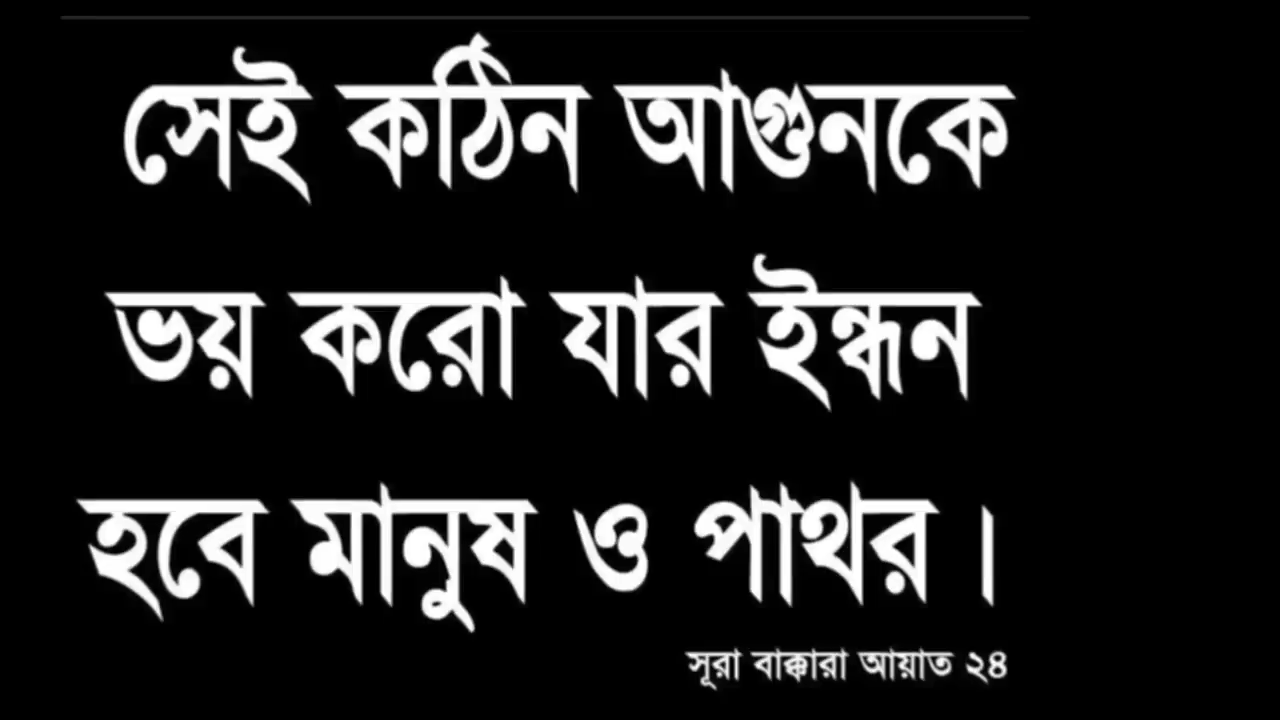 সেই কঠিন আগুনকে
ভয় করো যার ইন্ধন
হবে মানুষ ও পাথর।
সূরা বাক্কারা আয়াত ২৪